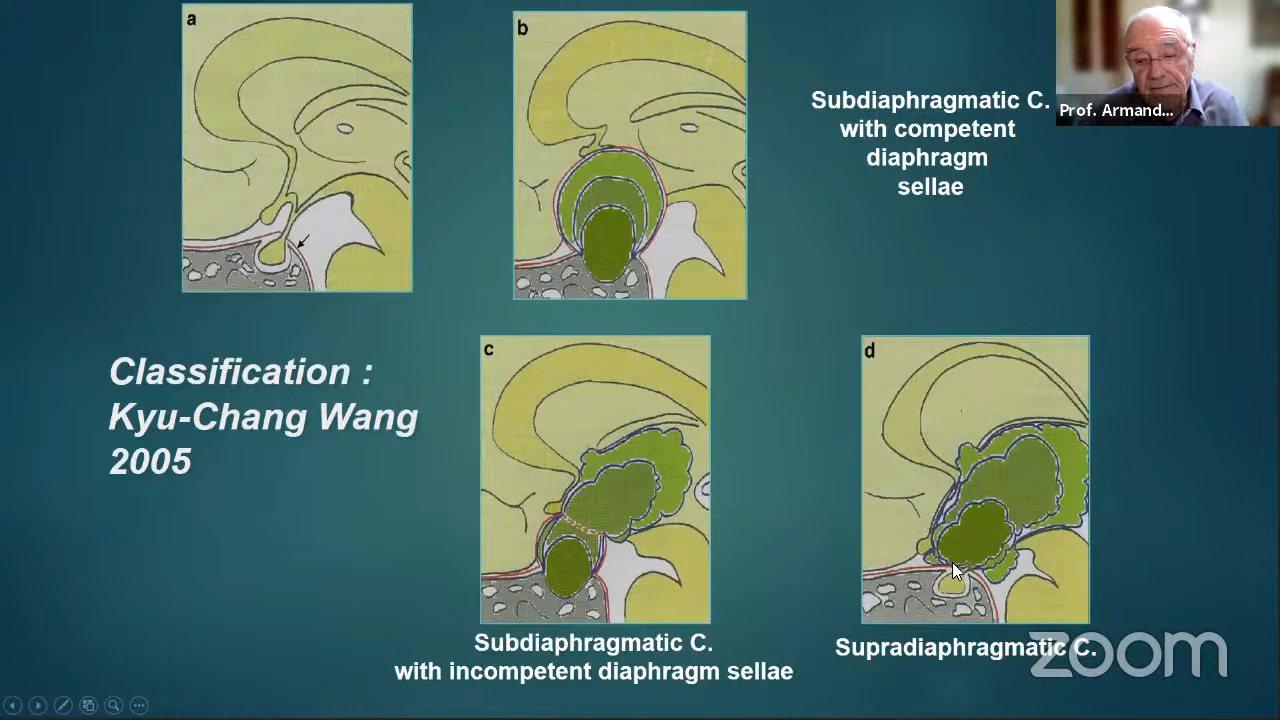 a
b
Subdiaphragmatic C.
with competent
diaphragm
sellae
Prof. Armand...
Classification :
Kyu-Chang Wang
2005
c
d
Subdiaphragmatic C.
with incompetent diaphragm sellae
Supradiaphragmatic C.
zoom